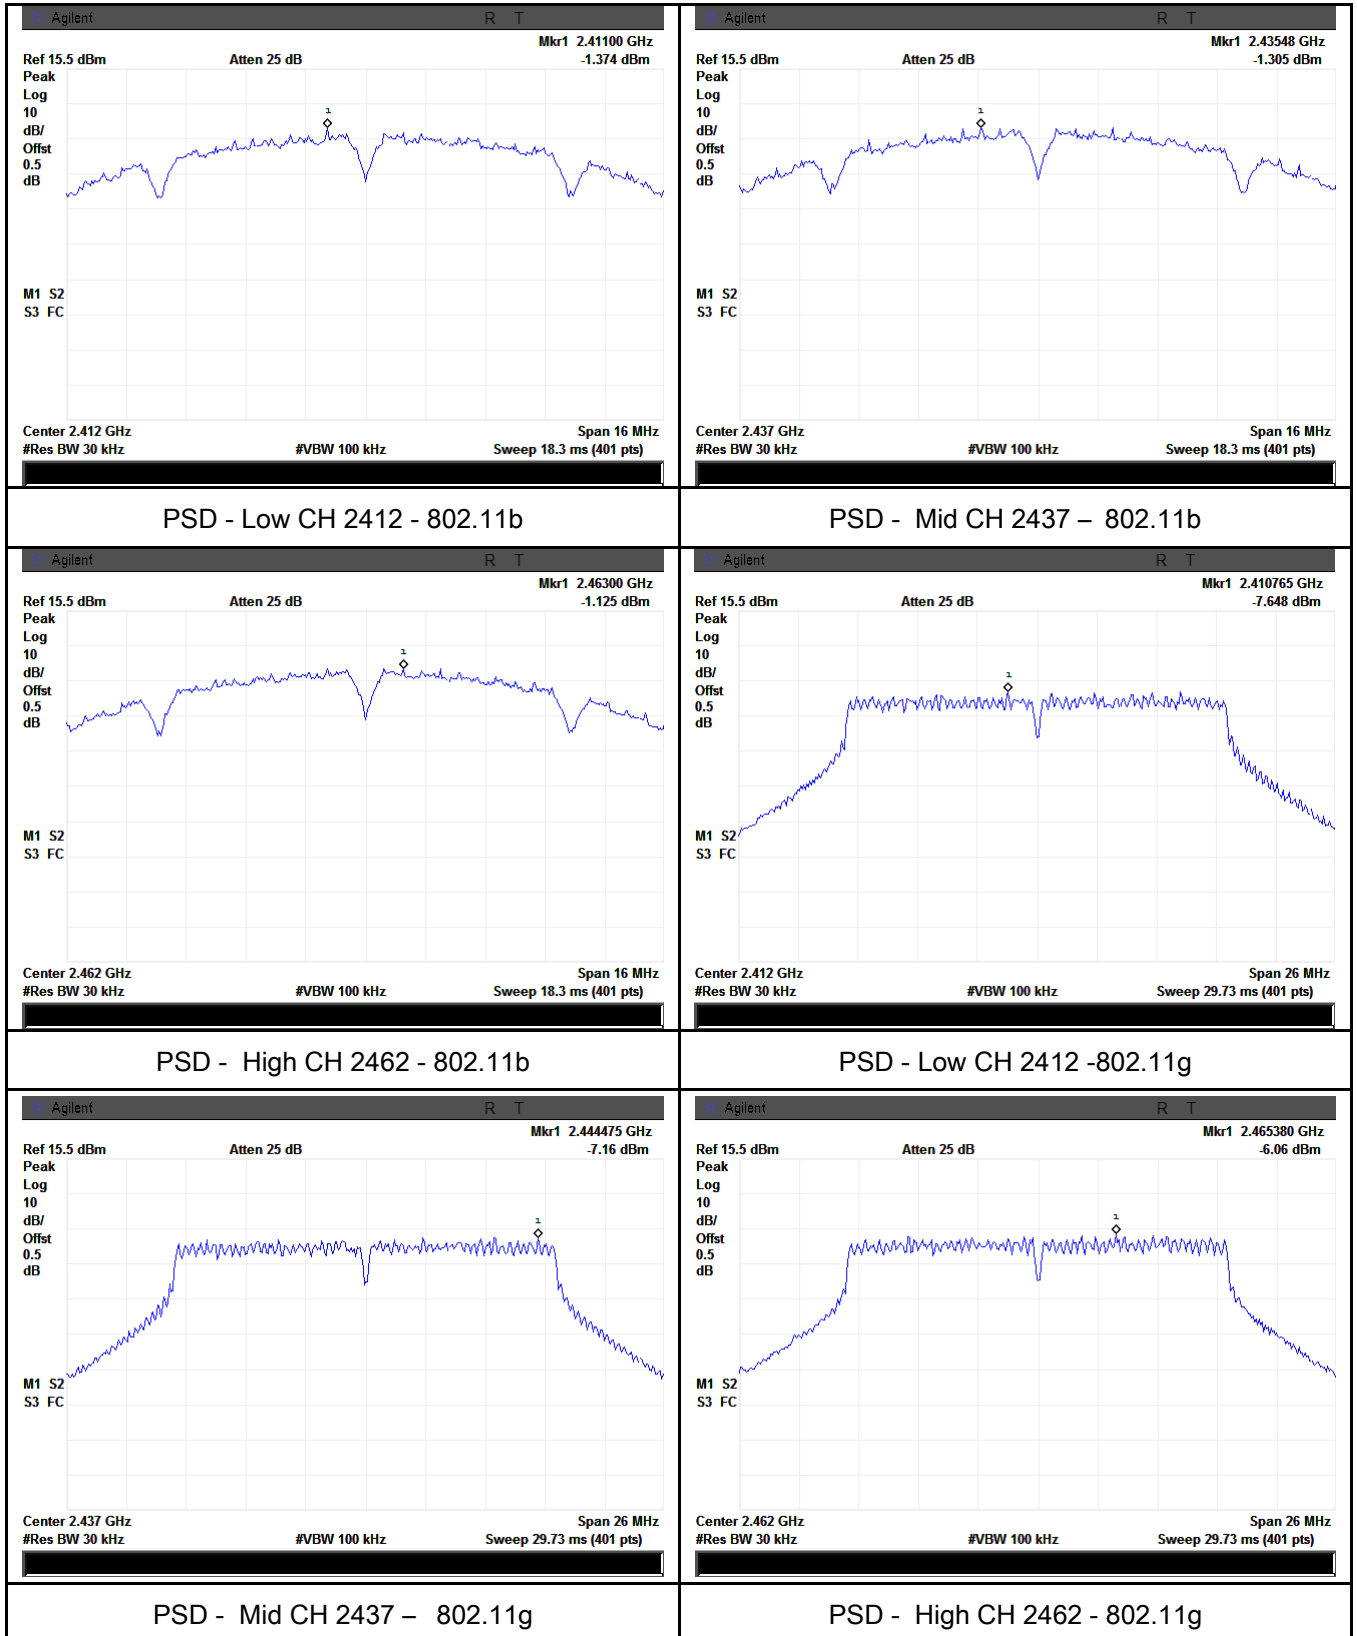 Agilent R T
Mkr1 2.41100 GHz
Ref 15.5 dBm Atten 25 dB -1.374 dBm
Peak
Log
10
dB/
Offst
0.5
dB
1
M1 S2
S3 FC
Center 2.412 GHz Span 16 MHz
#Res BW 30 kHz #VBW 100 kHz Sweep 18.3 ms (401 pts)
PSD - Low CH 2412 - 802.11b
Agilent R T
Mkr1 2.43548 GHz
Ref 15.5 dBm Atten 25 dB -1.305 dBm
Peak
Log
10
dB/
Offst
0.5
dB
1
M1 S2
S3 FC
Center 2.437 GHz Span 16 MHz
#Res BW 30 kHz #VBW 100 kHz Sweep 18.3 ms (401 pts)
PSD - Mid CH 2437 – 802.11b
Agilent R T
Mkr1 2.46300 GHz
Ref 15.5 dBm Atten 25 dB -1.125 dBm
Peak
Log
10
dB/
Offst
0.5
dB
1
M1 S2
S3 FC
Center 2.462 GHz Span 16 MHz
#Res BW 30 kHz #VBW 100 kHz Sweep 18.3 ms (401 pts)
PSD - High CH 2462 - 802.11b
Agilent R T
Mkr1 2.410765 GHz
Ref 15.5 dBm Atten 25 dB -7.648 dBm
Peak
Log
10
dB/
Offst
0.5
dB
1
M1 S2
S3 FC
Center 2.412 GHz Span 26 MHz
#Res BW 30 kHz #VBW 100 kHz Sweep 29.73 ms (401 pts)
PSD - Low CH 2412 -802.11g
Agilent R T
Mkr1 2.444475 GHz
Ref 15.5 dBm Atten 25 dB -7.16 dBm
Peak
Log
10
dB/
Offst
0.5
dB
1
M1 S2
S3 FC
Center 2.437 GHz Span 26 MHz
#Res BW 30 kHz #VBW 100 kHz Sweep 29.73 ms (401 pts)
PSD - Mid CH 2437 – 802.11g
Agilent R T
Mkr1 2.465380 GHz
Ref 15.5 dBm Atten 25 dB -6.06 dBm
Peak
Log
10
dB/
Offst
0.5
dB
1
M1 S2
S3 FC
Center 2.462 GHz Span 26 MHz
#Res BW 30 kHz #VBW 100 kHz Sweep 29.73 ms (401 pts)
PSD - High CH 2462 - 802.11g